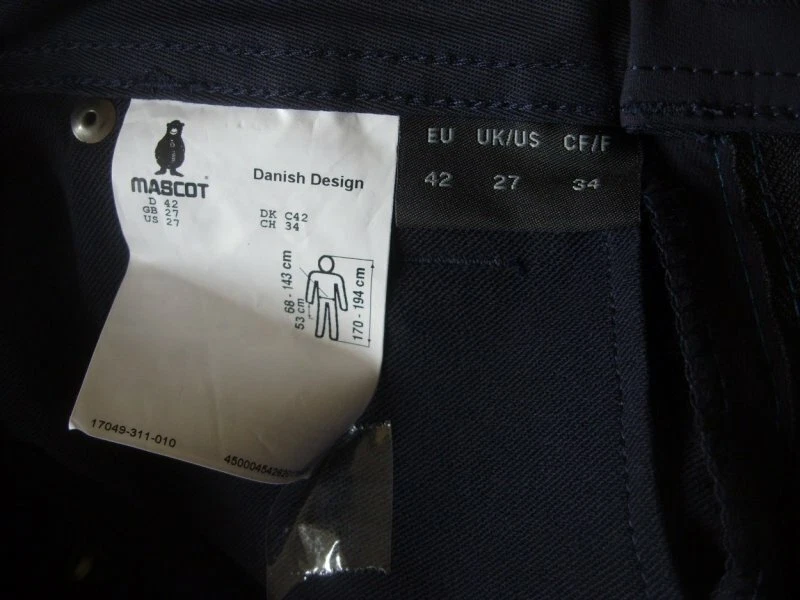 MASCOT
Danish Design
D 42
GB 27
US 27
DK C42
CH 34
68 - 143 cm
53 cm
170 - 194 cm
17049-311-010
EU UK/US CF/F
42 27 34